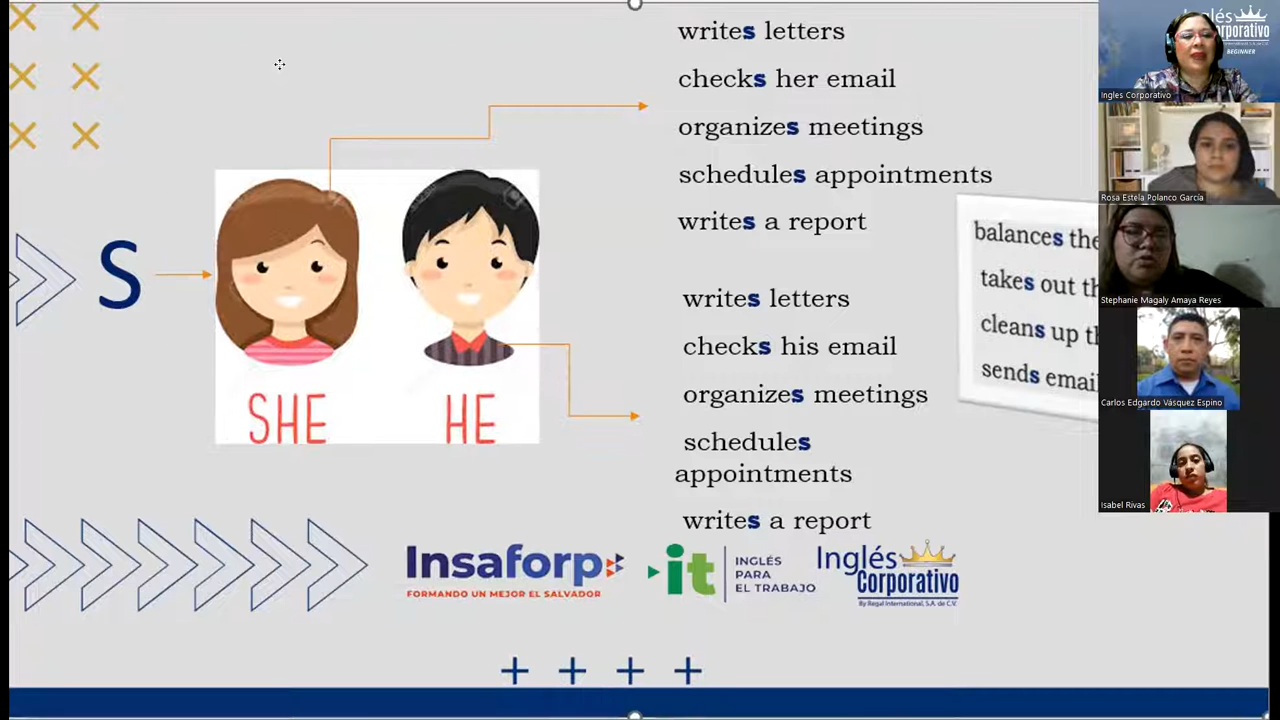 writes letters
checks her email
organizes meetings
schedules appointments
writes a report
S
SHE
HE
writes letters
checks his email
organizes meetings
schedules
appointments
writes a report
balances the
takes out
cleans up
sends
Insaforp
FORMANDO UN MEJOR EL SALVADOR
it
INGLÉS
PARA
EL TRABAJO
Inglés
Corporativo
By Regal International, S.A. de C.V.
Inglés
Corporativo
BEGINNER
Ingles Corporativo
Rosa Estela Polanco García
Stephanie Magaly Amaya Reyes
Carlos Edgardo Vásquez Espino
Isabel Rivas